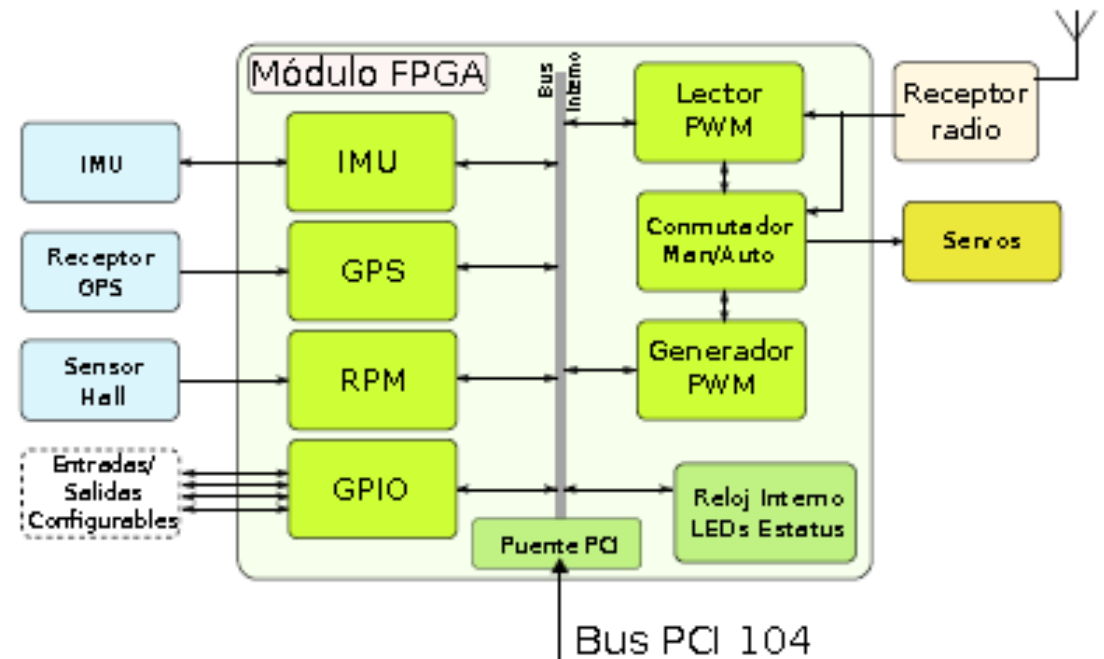 Módulo FPGA
Bus
Interno
IMU
Receptor
GPS
Sensor
Hall
Entradas/
Salidas
Configurables
IMU
GPS
RPM
GPIO
Lector
PWM
Conmutador
Man/Auto
Generador
PWM
Reloj Interno
LEDs Estatus
Puente PCI
Receptor
radio
Servos
Bus PCI 104